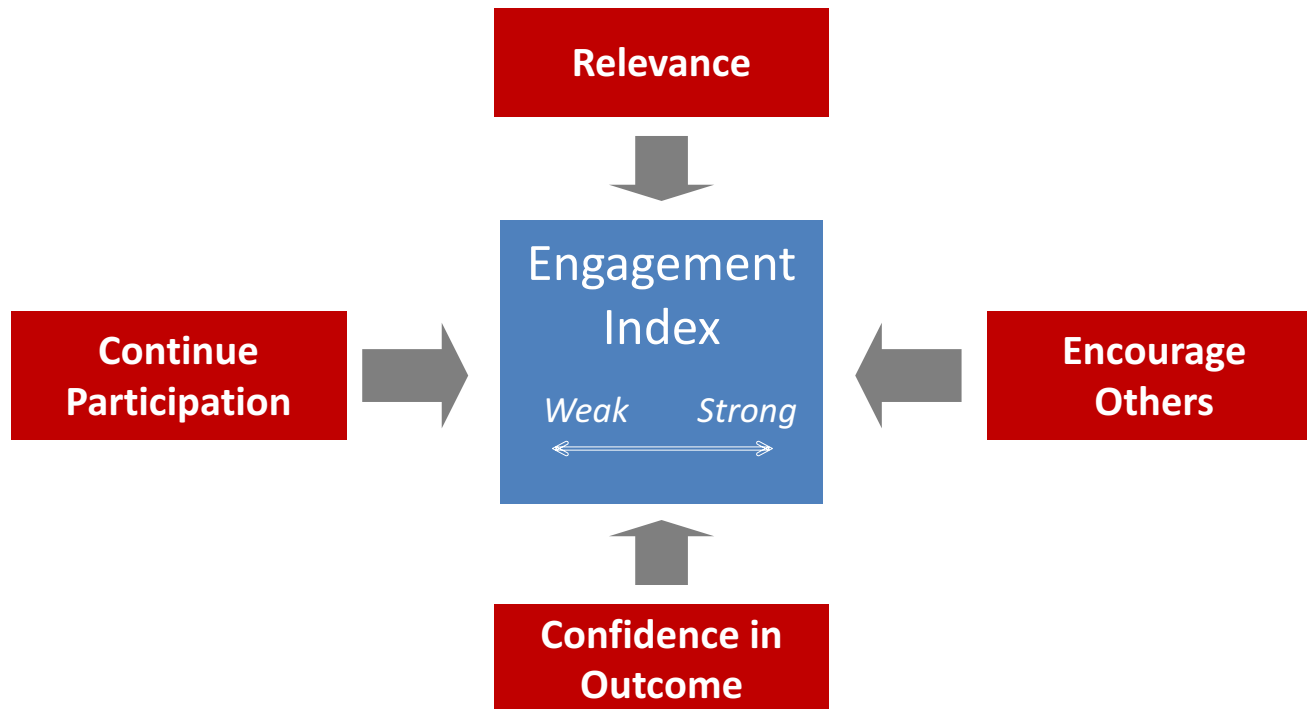 Relevance
Engagement
Index
Weak Strong
Continue
Participation
Encourage
Others
Confidence in
Outcome